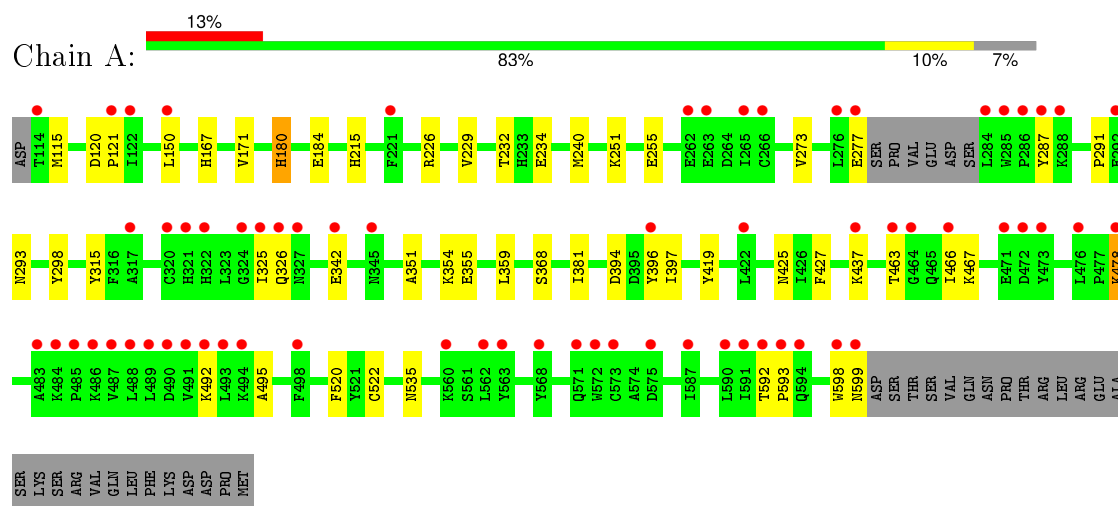 13%
Chain A:
83% 10% 7%
ASP T114 M115 D120 P121 I122 L150 H167 V171 H180 E184 H215 F221 R226 V229 T232 H233 E234 M240 K251 E255 E262 E263 D264 I265 C266 V273 L276 E277 SER PRO VAL GLU ASP SER L284 W285 P286 Y287 K288 P291
N293 Y298 Y315 F316 A317 C320 H321 H322 L323 G324 I325 Q326 N327 E342 N345 A351 K354 E355 L359 S368 I381 D394 D395 Y396 I397 Y419 L422 N425 I426 F427 K437 T463 G464 Q465 I466 K467 E471 D472 Y473 L476 P477 K478
A483 K484 P485 K486 V487 L488 L489 D490 V491 K492 L493 K494 A495 F498 F520 Y521 C522 N535 K560 S561 L562 Y563 Y568 Q571 W572 C573 A574 D575 I587 L590 I591 T592 P593 Q594 W598 N599 ASP SER THR SER VAL GLN ASN PRO THR ARG LEU ARG GLU ALA
SER LYS SER ARG VAL GLN LEU PHE LYS ASP ASP PRO MET